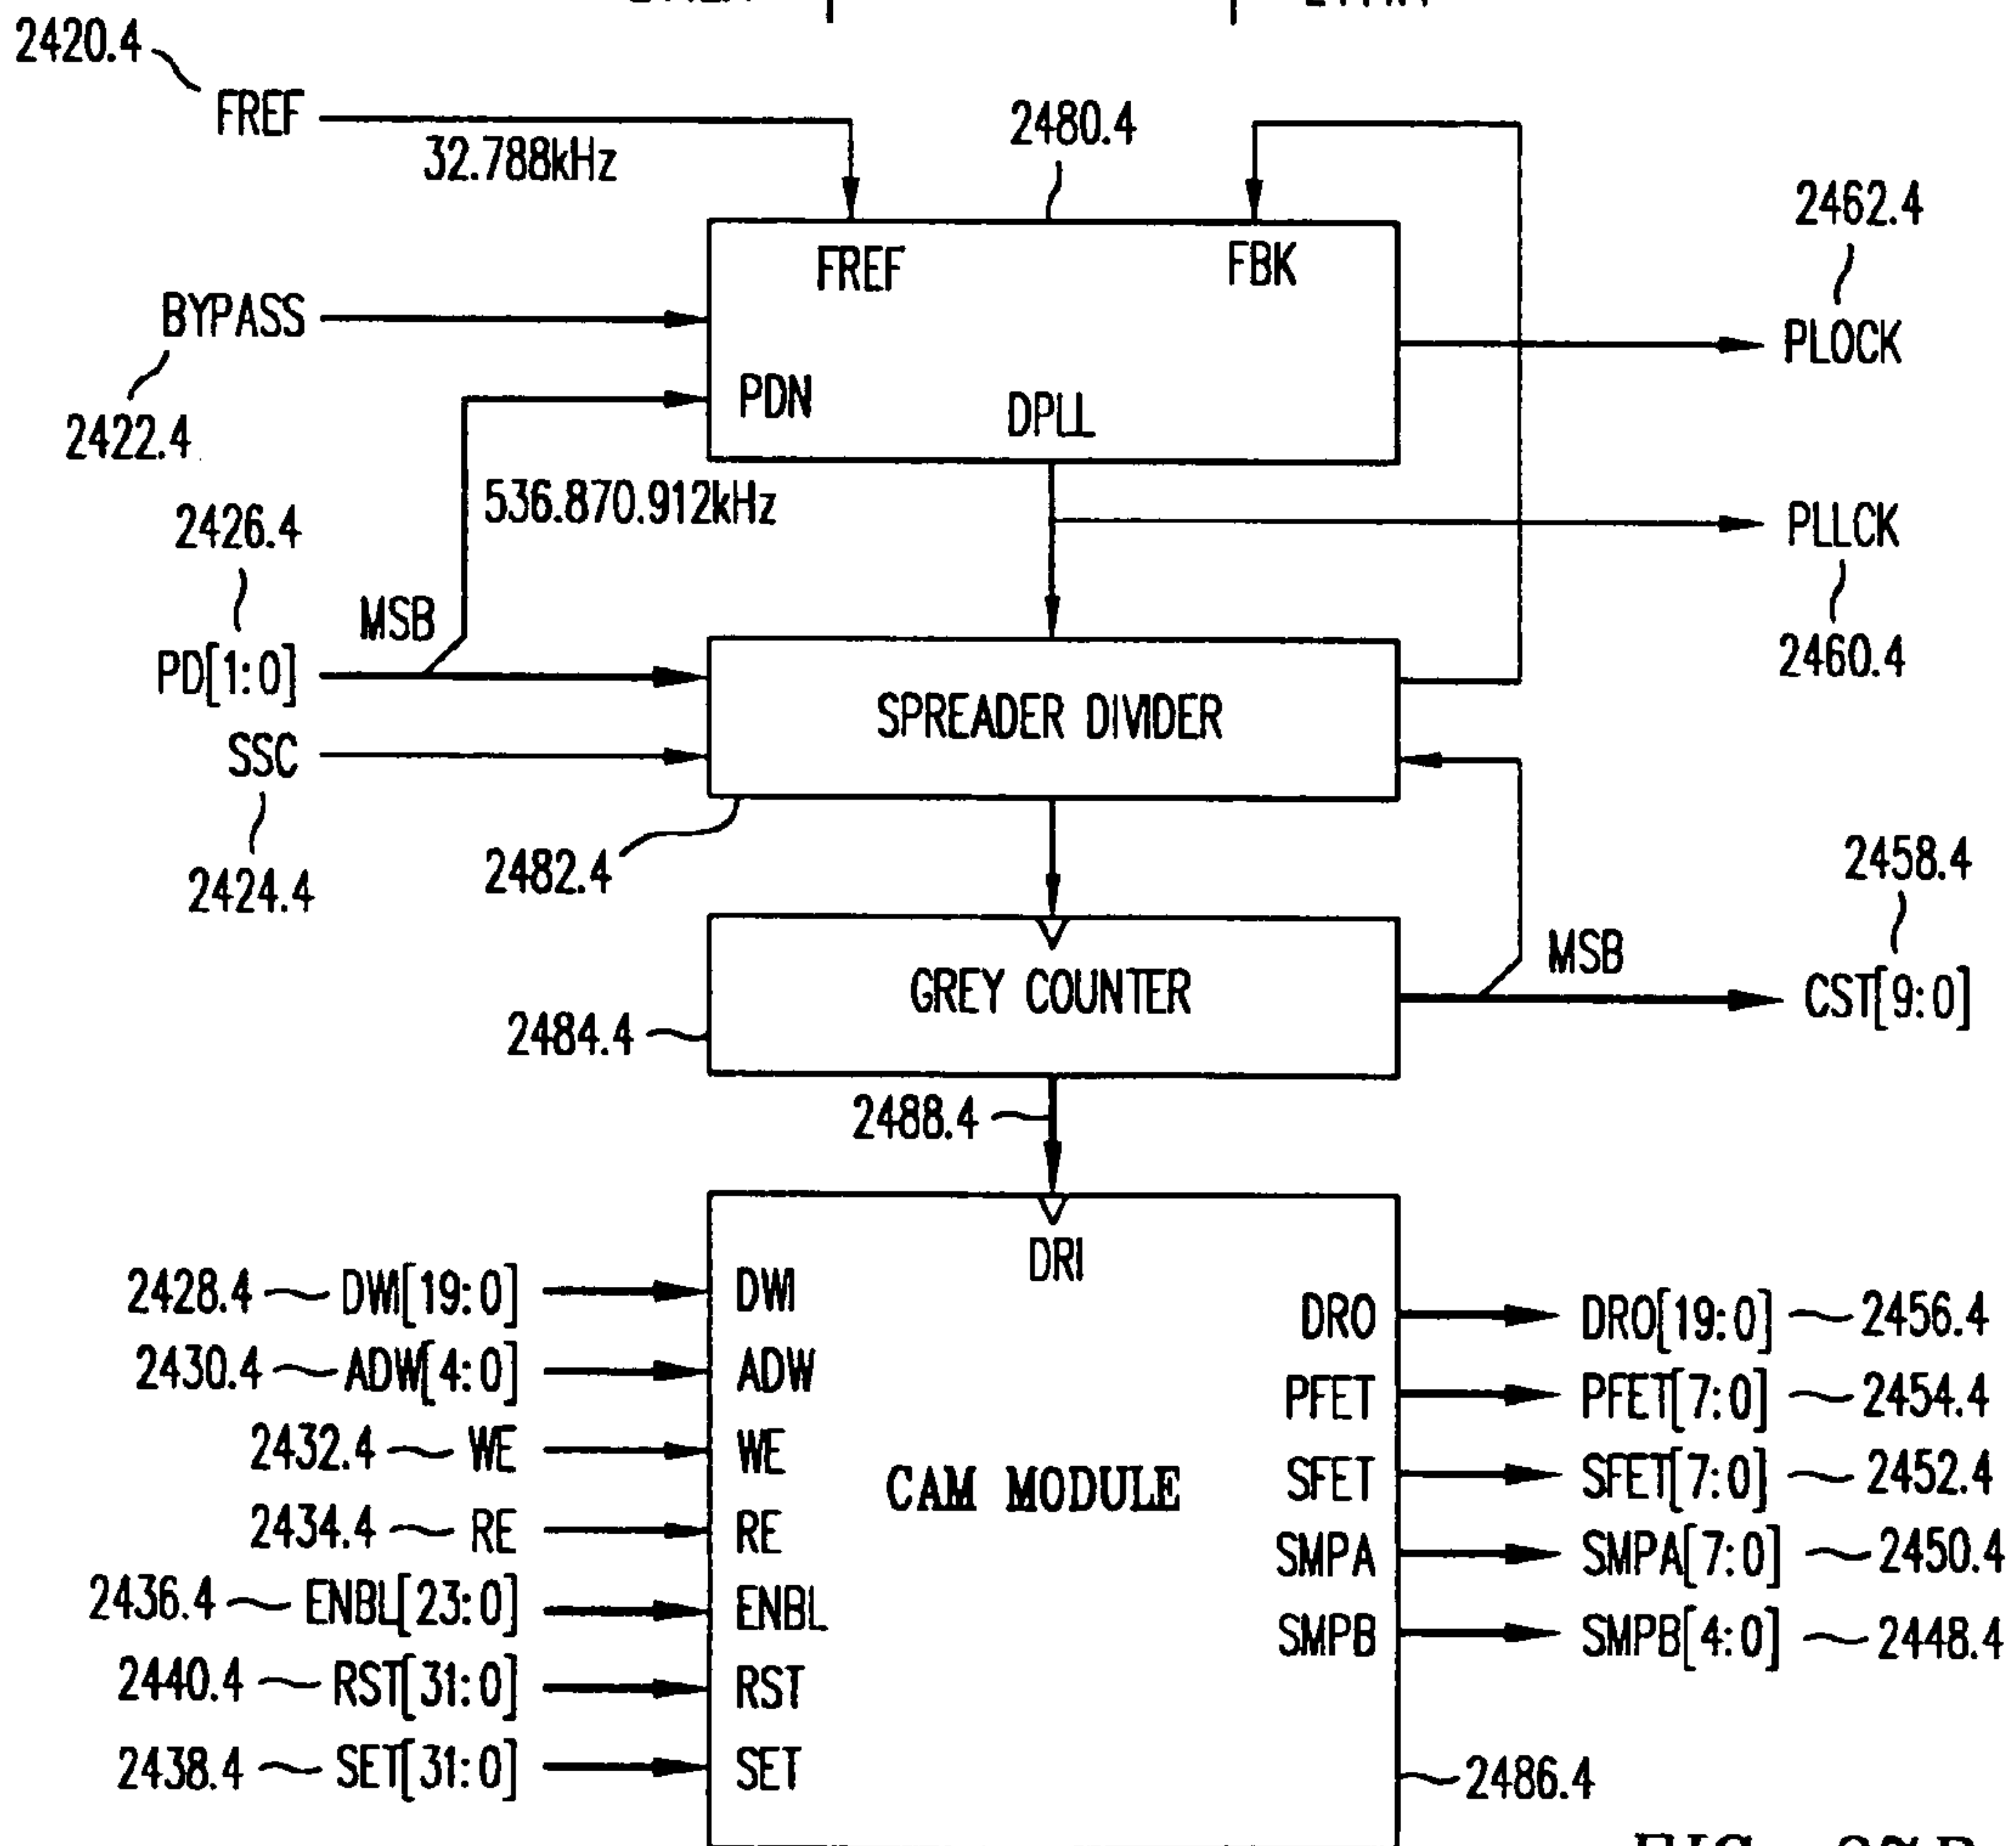 2420.4
FREF
32.788kHz
2480.4
2462.4
FREF
FBK
BYPASS
PLOCK
PDN
DPLL
2422.4
536.870.912kHz
2426.4
PLLCK
MSB
2460.4
PD[1:0]
SPREADER DIVIDER
SSC
2482.4
2424.4
2458.4
MSB
GREY COUNTER
CST[9:0]
2484.4
2488.4
DRI
2428.4 DWI[19:0] DWI
DRO DRO[19:0] 2456.4
2430.4 ADW[4:0] ADW
PFET PFET[7:0] 2454.4
2432.4 WE WE
SFET SFET[7:0] 2452.4
CAM MODULE
2434.4 RE RE
SMPA SMPA[7:0] 2450.4
2436.4 ENBL[23:0] ENBL
SMPB SMPB[4:0] 2448.4
2440.4 RST[31:0] RST
2438.4 SET[31:0] SET
2486.4